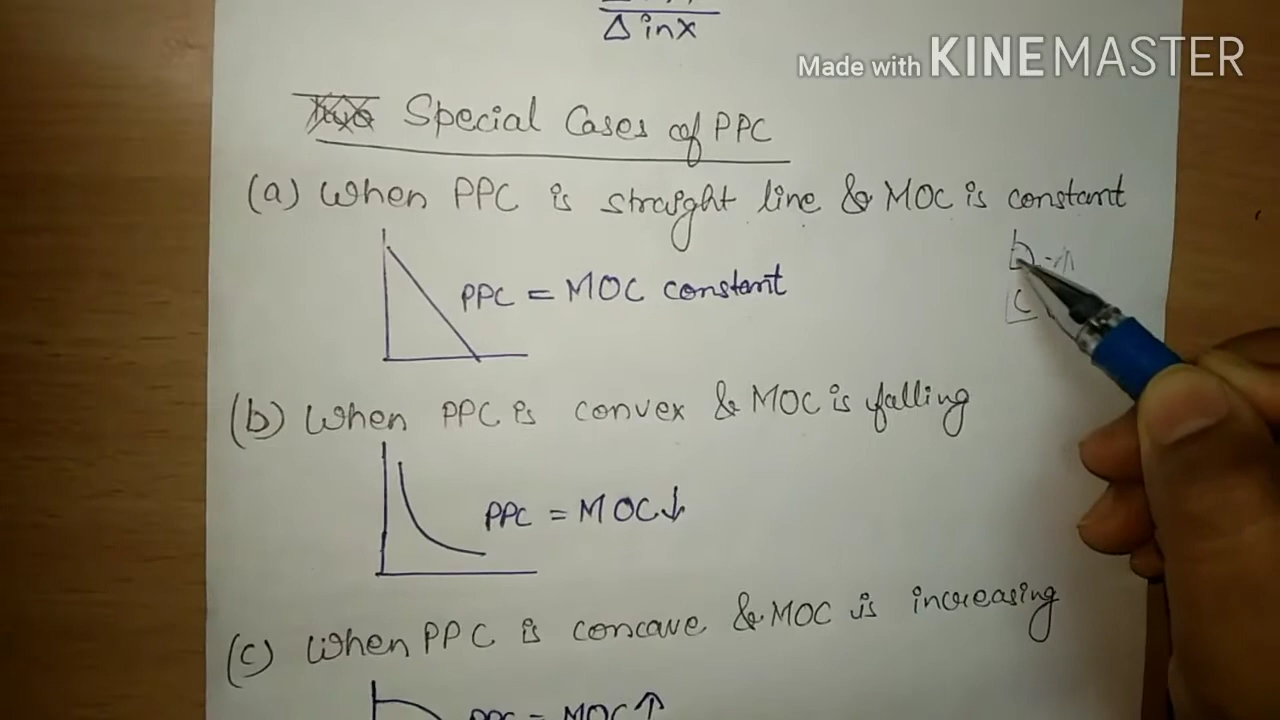 Δ in x
Made with KINEMASTER
Special Cases of PPC
(a) When PPC is straight line & MOC is constant
PPC = MOC constant
(b) When PPC is convex & MOC is falling
PPC = MOC↓
(c) When PPC is concave & MOC is increasing
PPC = MOC↑